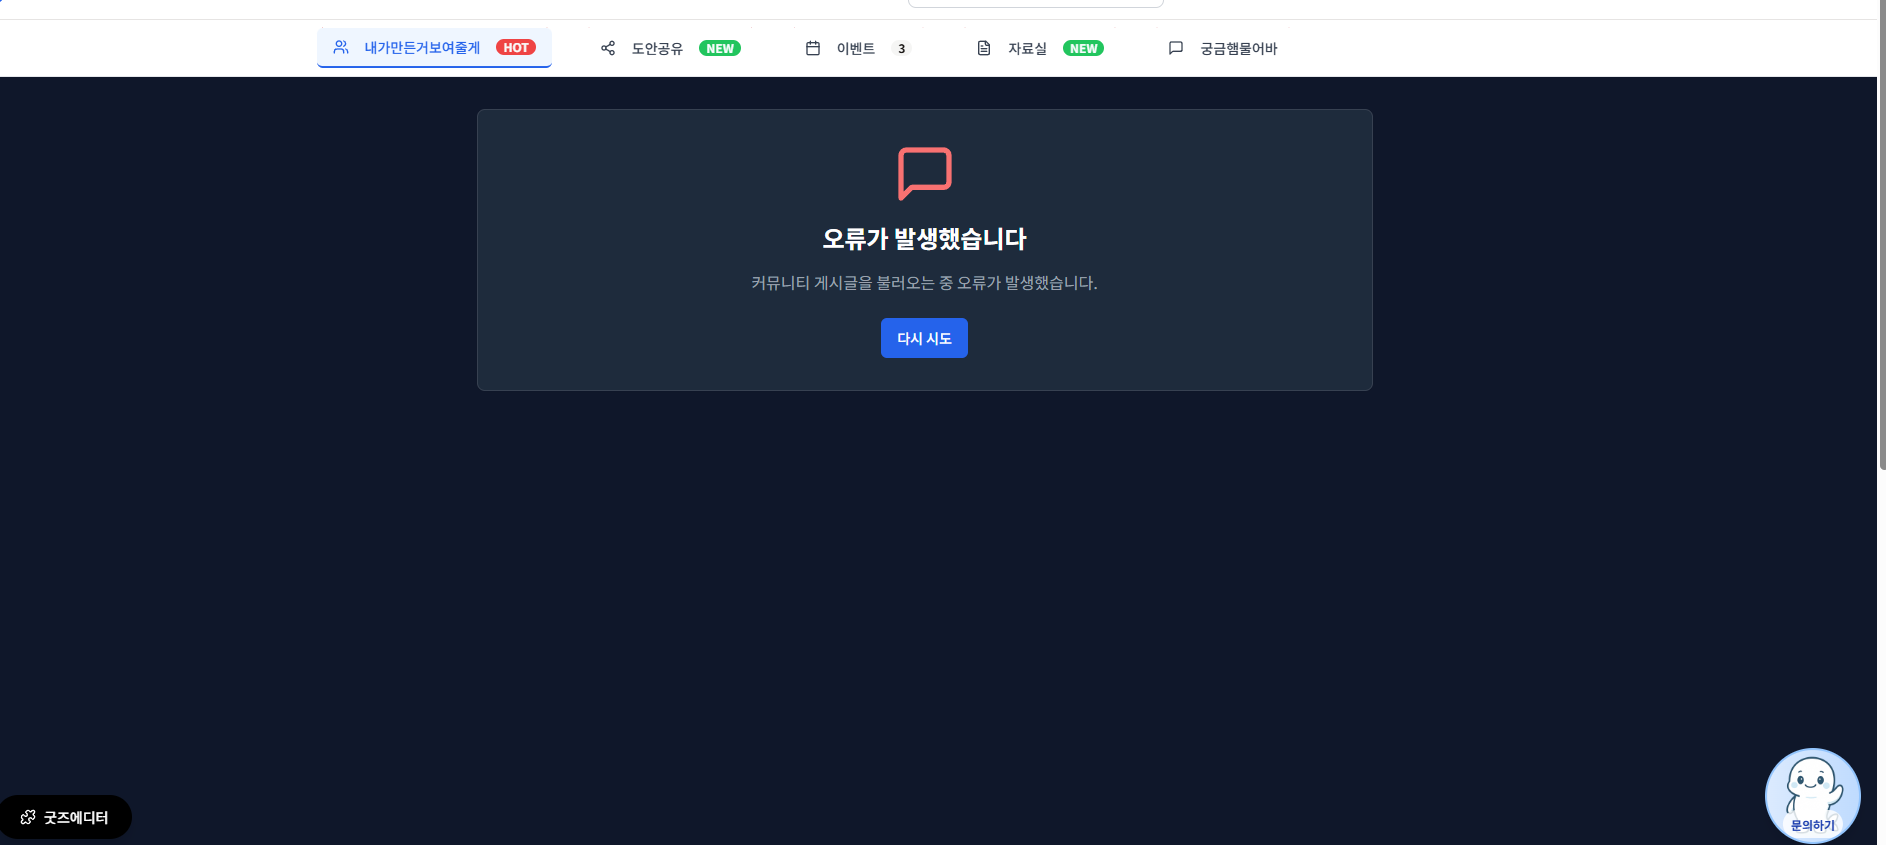 내가만든거보여줄게 HOT 도안공유 NEW 이벤트 3 자료실 NEW 궁금햄물어바
오류가 발생했습니다
커뮤니티 게시글을 불러오는 중 오류가 발생했습니다.
다시 시도
굿즈에디터
문의하기